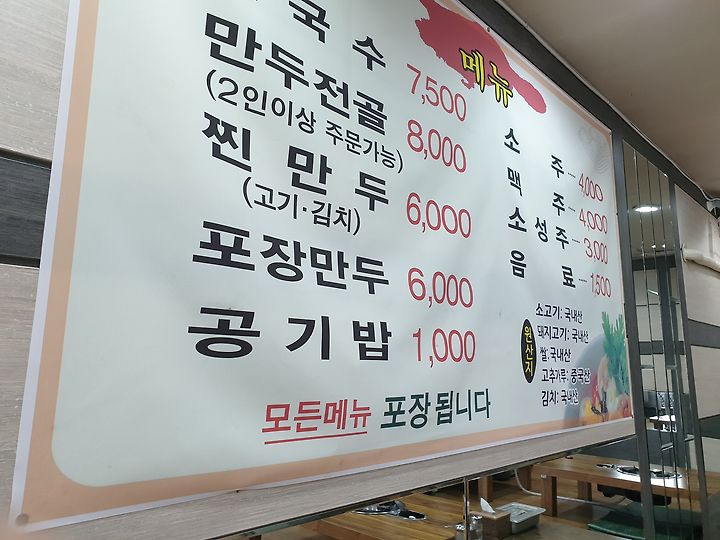 메뉴
국수 7,500
만두전골 8,000
(2인이상 주문가능)
찐만두 6,000
(고기·김치)
포장만두 6,000
공기밥 1,000
소주 - 4,000
맥주 - 4,000
소성주 - 3,000
음료 - 1,500
원산지
소고기: 국내산
돼지고기: 국내산
쌀: 국내산
고추가루: 중국산
김치: 국내산
모든메뉴 포장됩니다